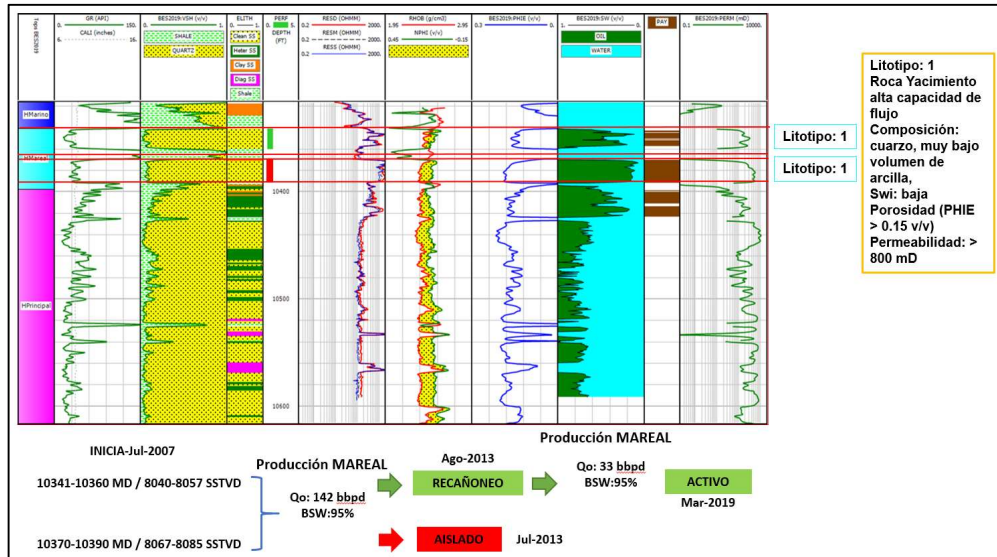 Tops BES2019
GR (API)
0. 150.
CALI (inches)
6. 16.
BES2019:VSH (v/v)
0. 1.
SHALE
QUARTZ
ELITH
0. 5.
Clean SS
Heter SS
Clay SS
Diag SS
Shale
PERF
DEPTH
(FT)
RESD (OHMM)
0.2 2000.
RESM (OHMM)
0.2 2000.
RESS (OHMM)
0.2 2000.
RHOB (g/cm3)
1.95 2.95
NPHI (v/v)
0.45 -0.15
BES2019:PHIE (v/v)
0.3 0.
BES2019:SW (v/v)
1. 0.
OIL
WATER
PAY
BES2019:PERM (mD)
0.1 10000.
HMarino
HMareal
HPrincipal
10400
10500
10600
Litotipo: 1
Litotipo: 1
Litotipo: 1
Roca Yacimiento
alta capacidad de
flujo
Composición:
cuarzo, muy bajo
volumen de
arcilla,
Swi: baja
Porosidad (PHIE
> 0.15 v/v)
Permeabilidad: >
800 mD
INICIA-Jul-2007
10341-10360 MD / 8040-8057 SSTVD
10370-10390 MD / 8067-8085 SSTVD
Producción MAREAL
Qo: 142 bbpd
BSW:95%
Ago-2013
RECAÑONEO
AISLADO
Jul-2013
Producción MAREAL
Qo: 33 bbpd
BSW:95%
ACTIVO
Mar-2019